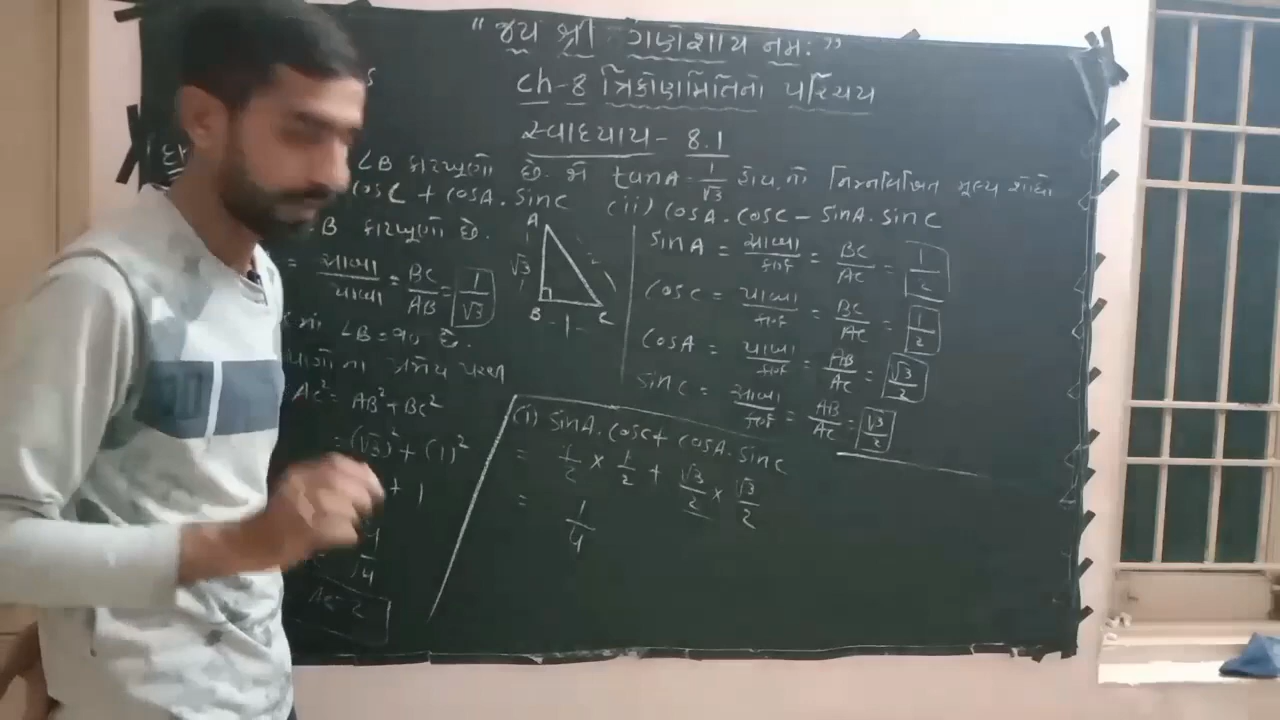 "જય શ્રી ગણેશાય નમઃ"
ch-8 ત્રિકોણમિતિનો પરિચય
સ્વાધ્યાય- 8.1
∠B કાટખૂણો છે. જો tanA = 1/√3 હોય, તો નિમ્નલિખિત મૂલ્ય શોધો
cosC + cosA. sinC (ii) cosA. cosC - sinA. sinC
B કાટખૂણો છે.
= સામેની/પાસેની = BC/AB = 1/√3
∠B=90 છે.
પ્રમેય પરથી
AC² = AB² + BC²
= (√3)² + (1)²
+ 1
4
√4
AC = 2
A
√3
B
1
C
2
sinA = સામે/કર્ણ = BC/AC = 1/2
cosC = પાસે/કર્ણ = BC/AC = 1/2
cosA = પાસે/કર્ણ = AB/AC = √3/2
sinC = સામે/કર્ણ = AB/AC = √3/2
(i) sinA. cosC + cosA. sinC
= 1/2 × 1/2 + √3/2 × √3/2
= 1/4